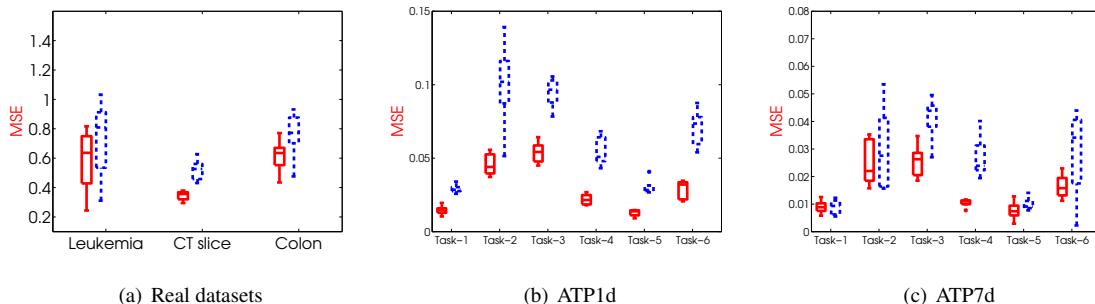 MSE
1.4
1.2
1
0.8
0.6
0.4
0.2
Leukemia CT slice Colon
(a) Real datasets
MSE
0.15
0.1
0.05
0
Task-1 Task-2 Task-3 Task-4 Task-5 Task-6
(b) ATP1d
MSE
0.08
0.07
0.06
0.05
0.04
0.03
0.02
0.01
0
Task-1 Task-2 Task-3 Task-4 Task-5 Task-6
(c) ATP7d